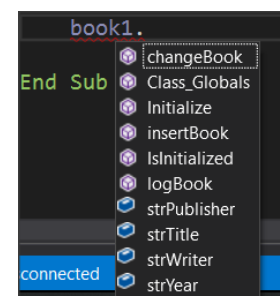 book1.
changeBook
End Sub
Class_Globals
Initialize
insertBook
IsInitialized
logBook
strPublisher
strTitle
strWriter
connected
strYear